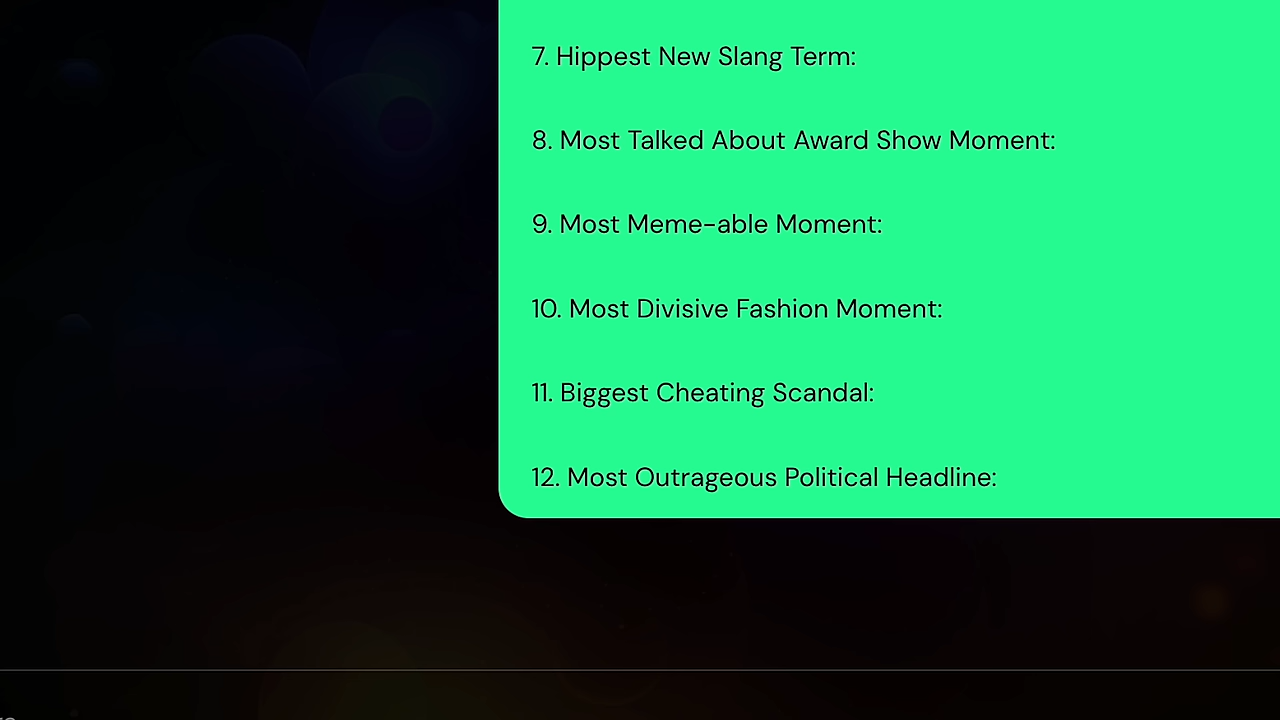 7. Hippest New Slang Term:
8. Most Talked About Award Show Moment:
9. Most Meme-able Moment:
10. Most Divisive Fashion Moment:
11. Biggest Cheating Scandal:
12. Most Outrageous Political Headline: